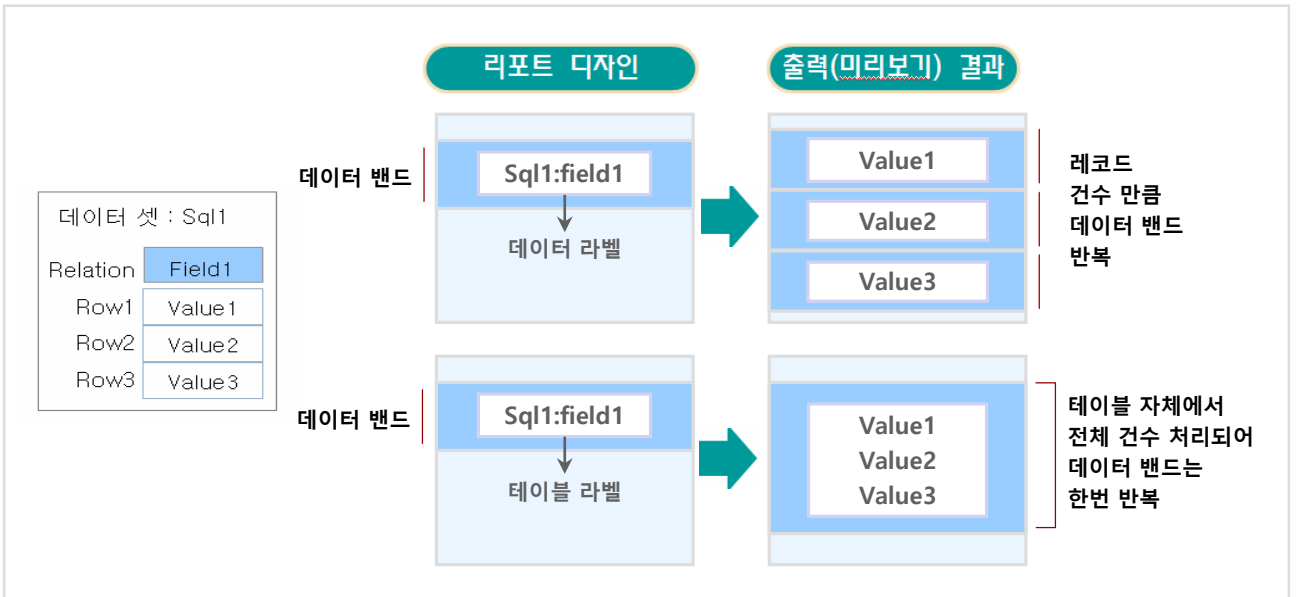 리포트 디자인
출력(미리보기) 결과
데이터 셋 : Sql1
Relation Field1
Row1 Value1
Row2 Value2
Row3 Value3
데이터 밴드
Sql1:field1
데이터 라벨
Value1
Value2
Value3
레코드
건수 만큼
데이터 밴드
반복
데이터 밴드
Sql1:field1
테이블 라벨
Value1
Value2
Value3
테이블 자체에서
전체 건수 처리되어
데이터 밴드는
한번 반복